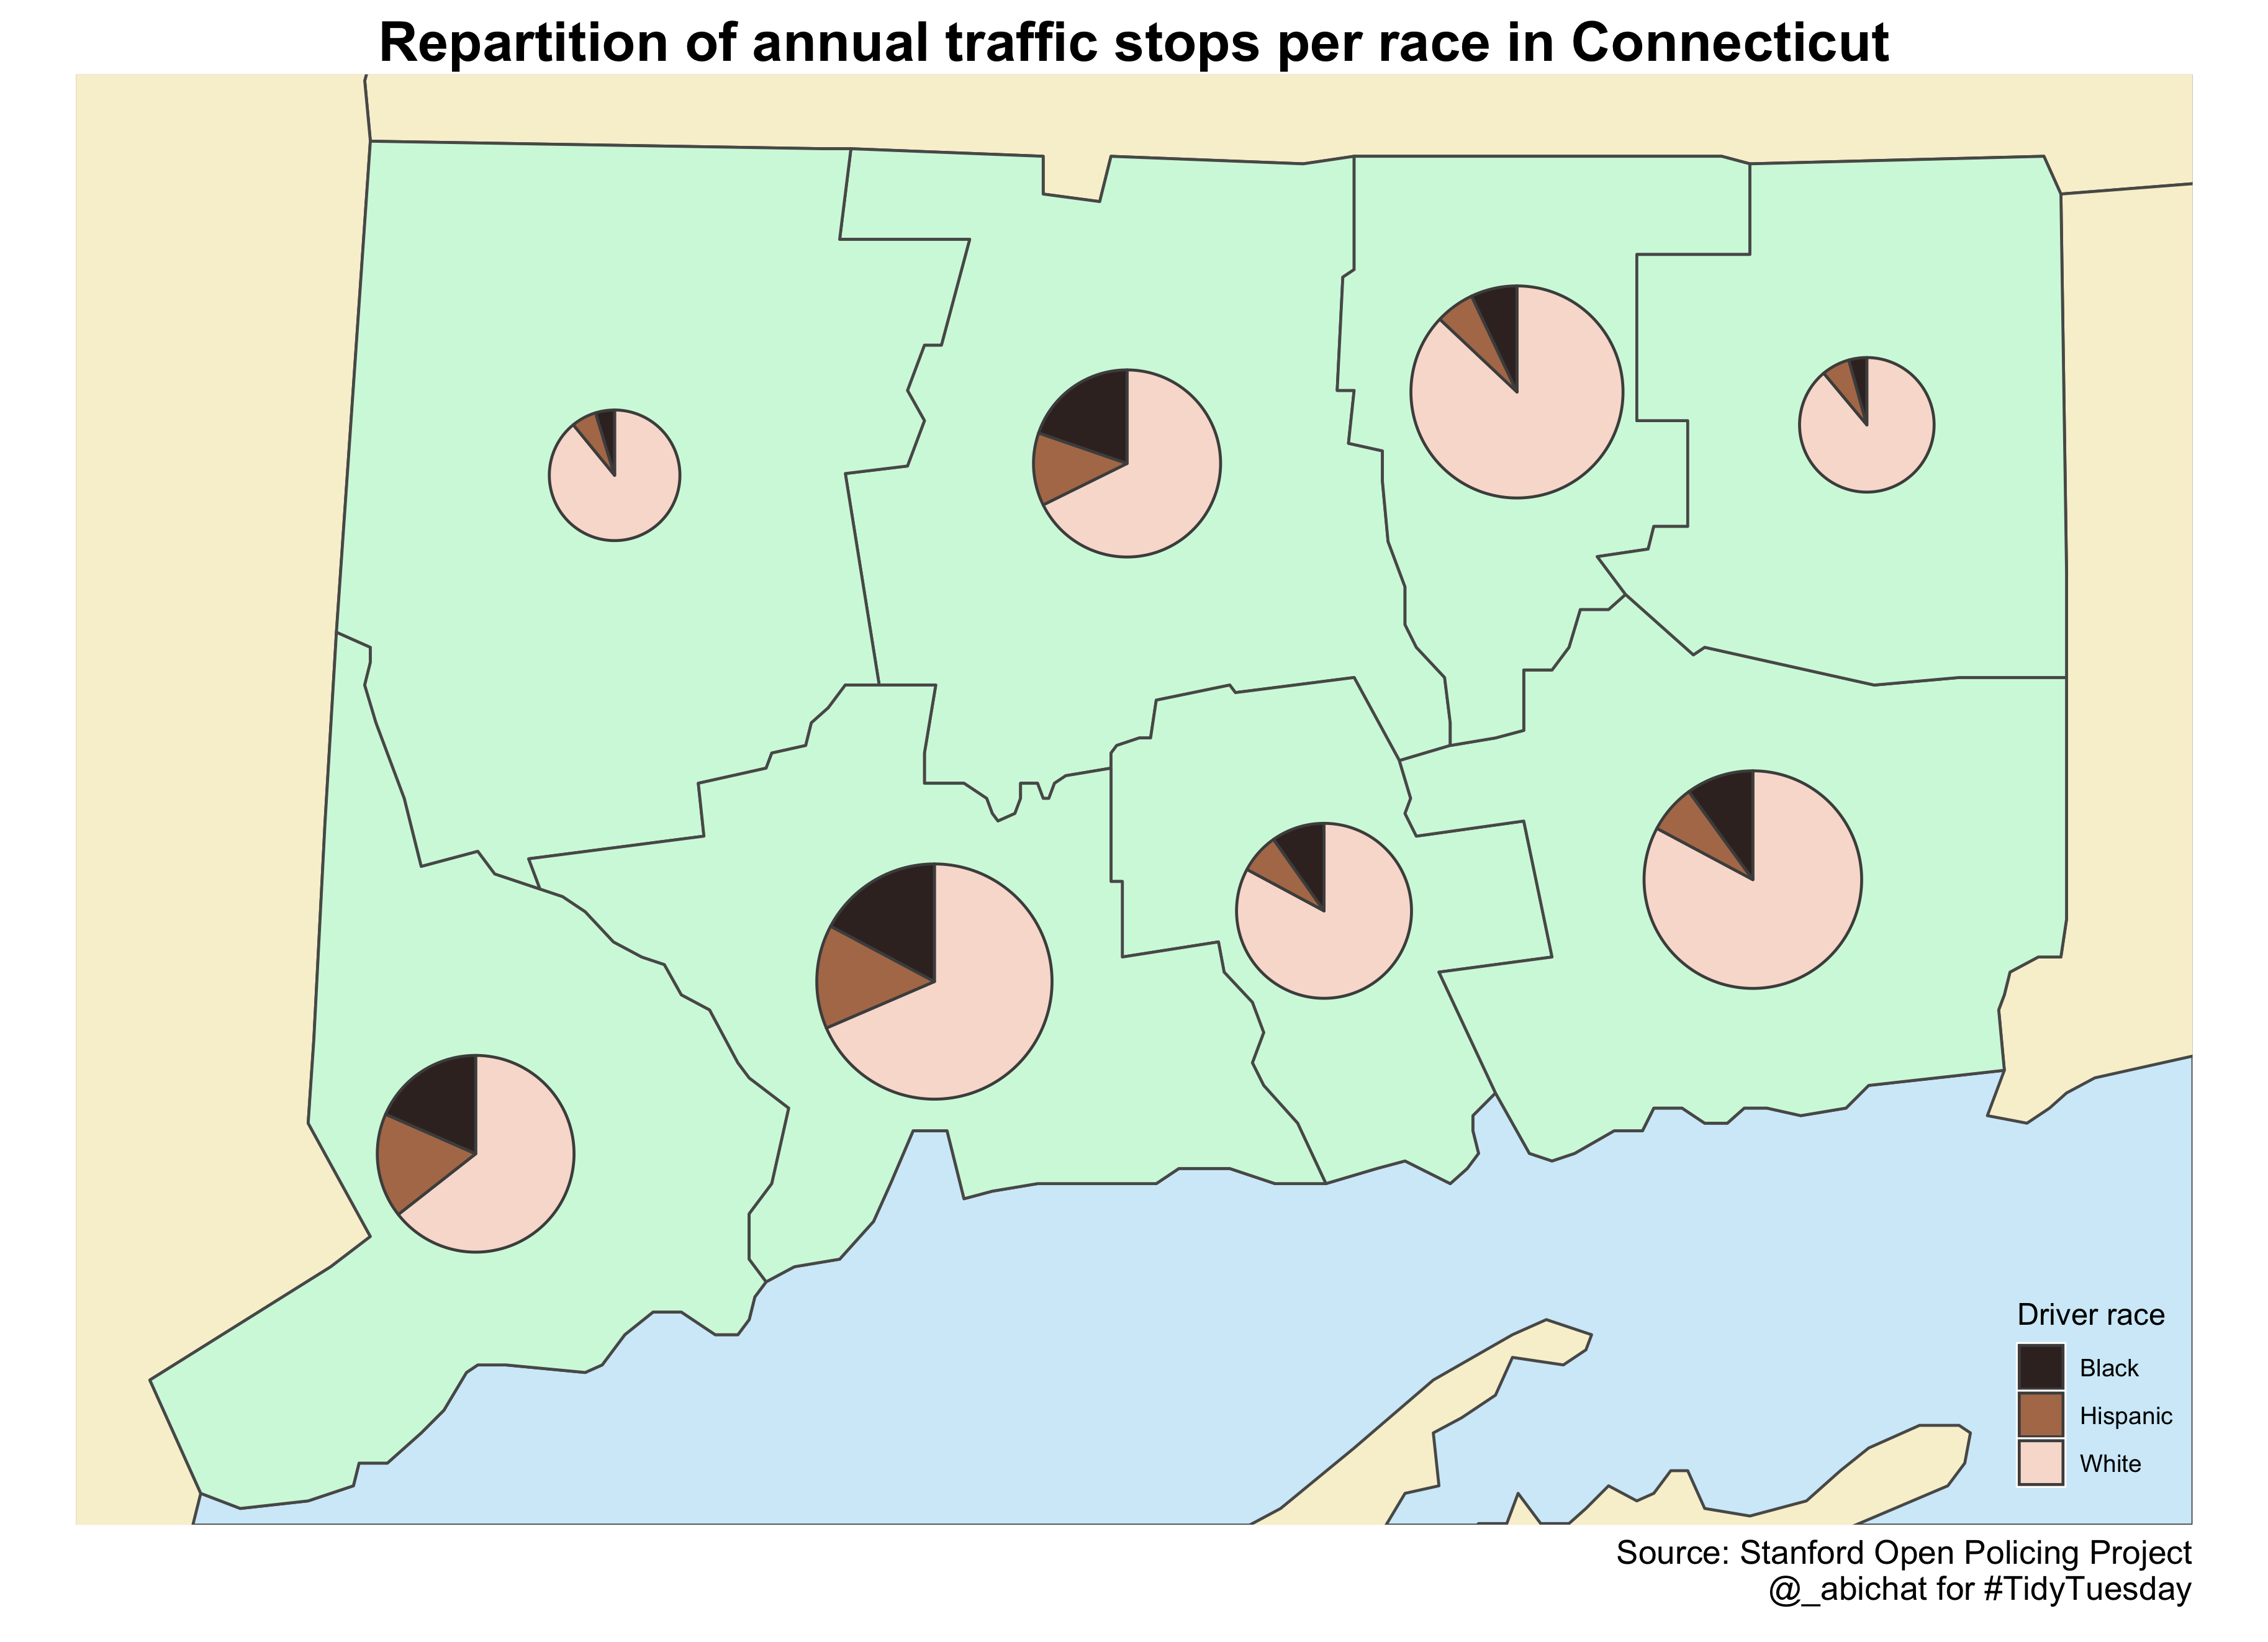 Repartition of annual traffic stops per race in Connecticut
Driver race
Black
Hispanic
White
Source: Stanford Open Policing Project
@_abichat for #TidyTuesday